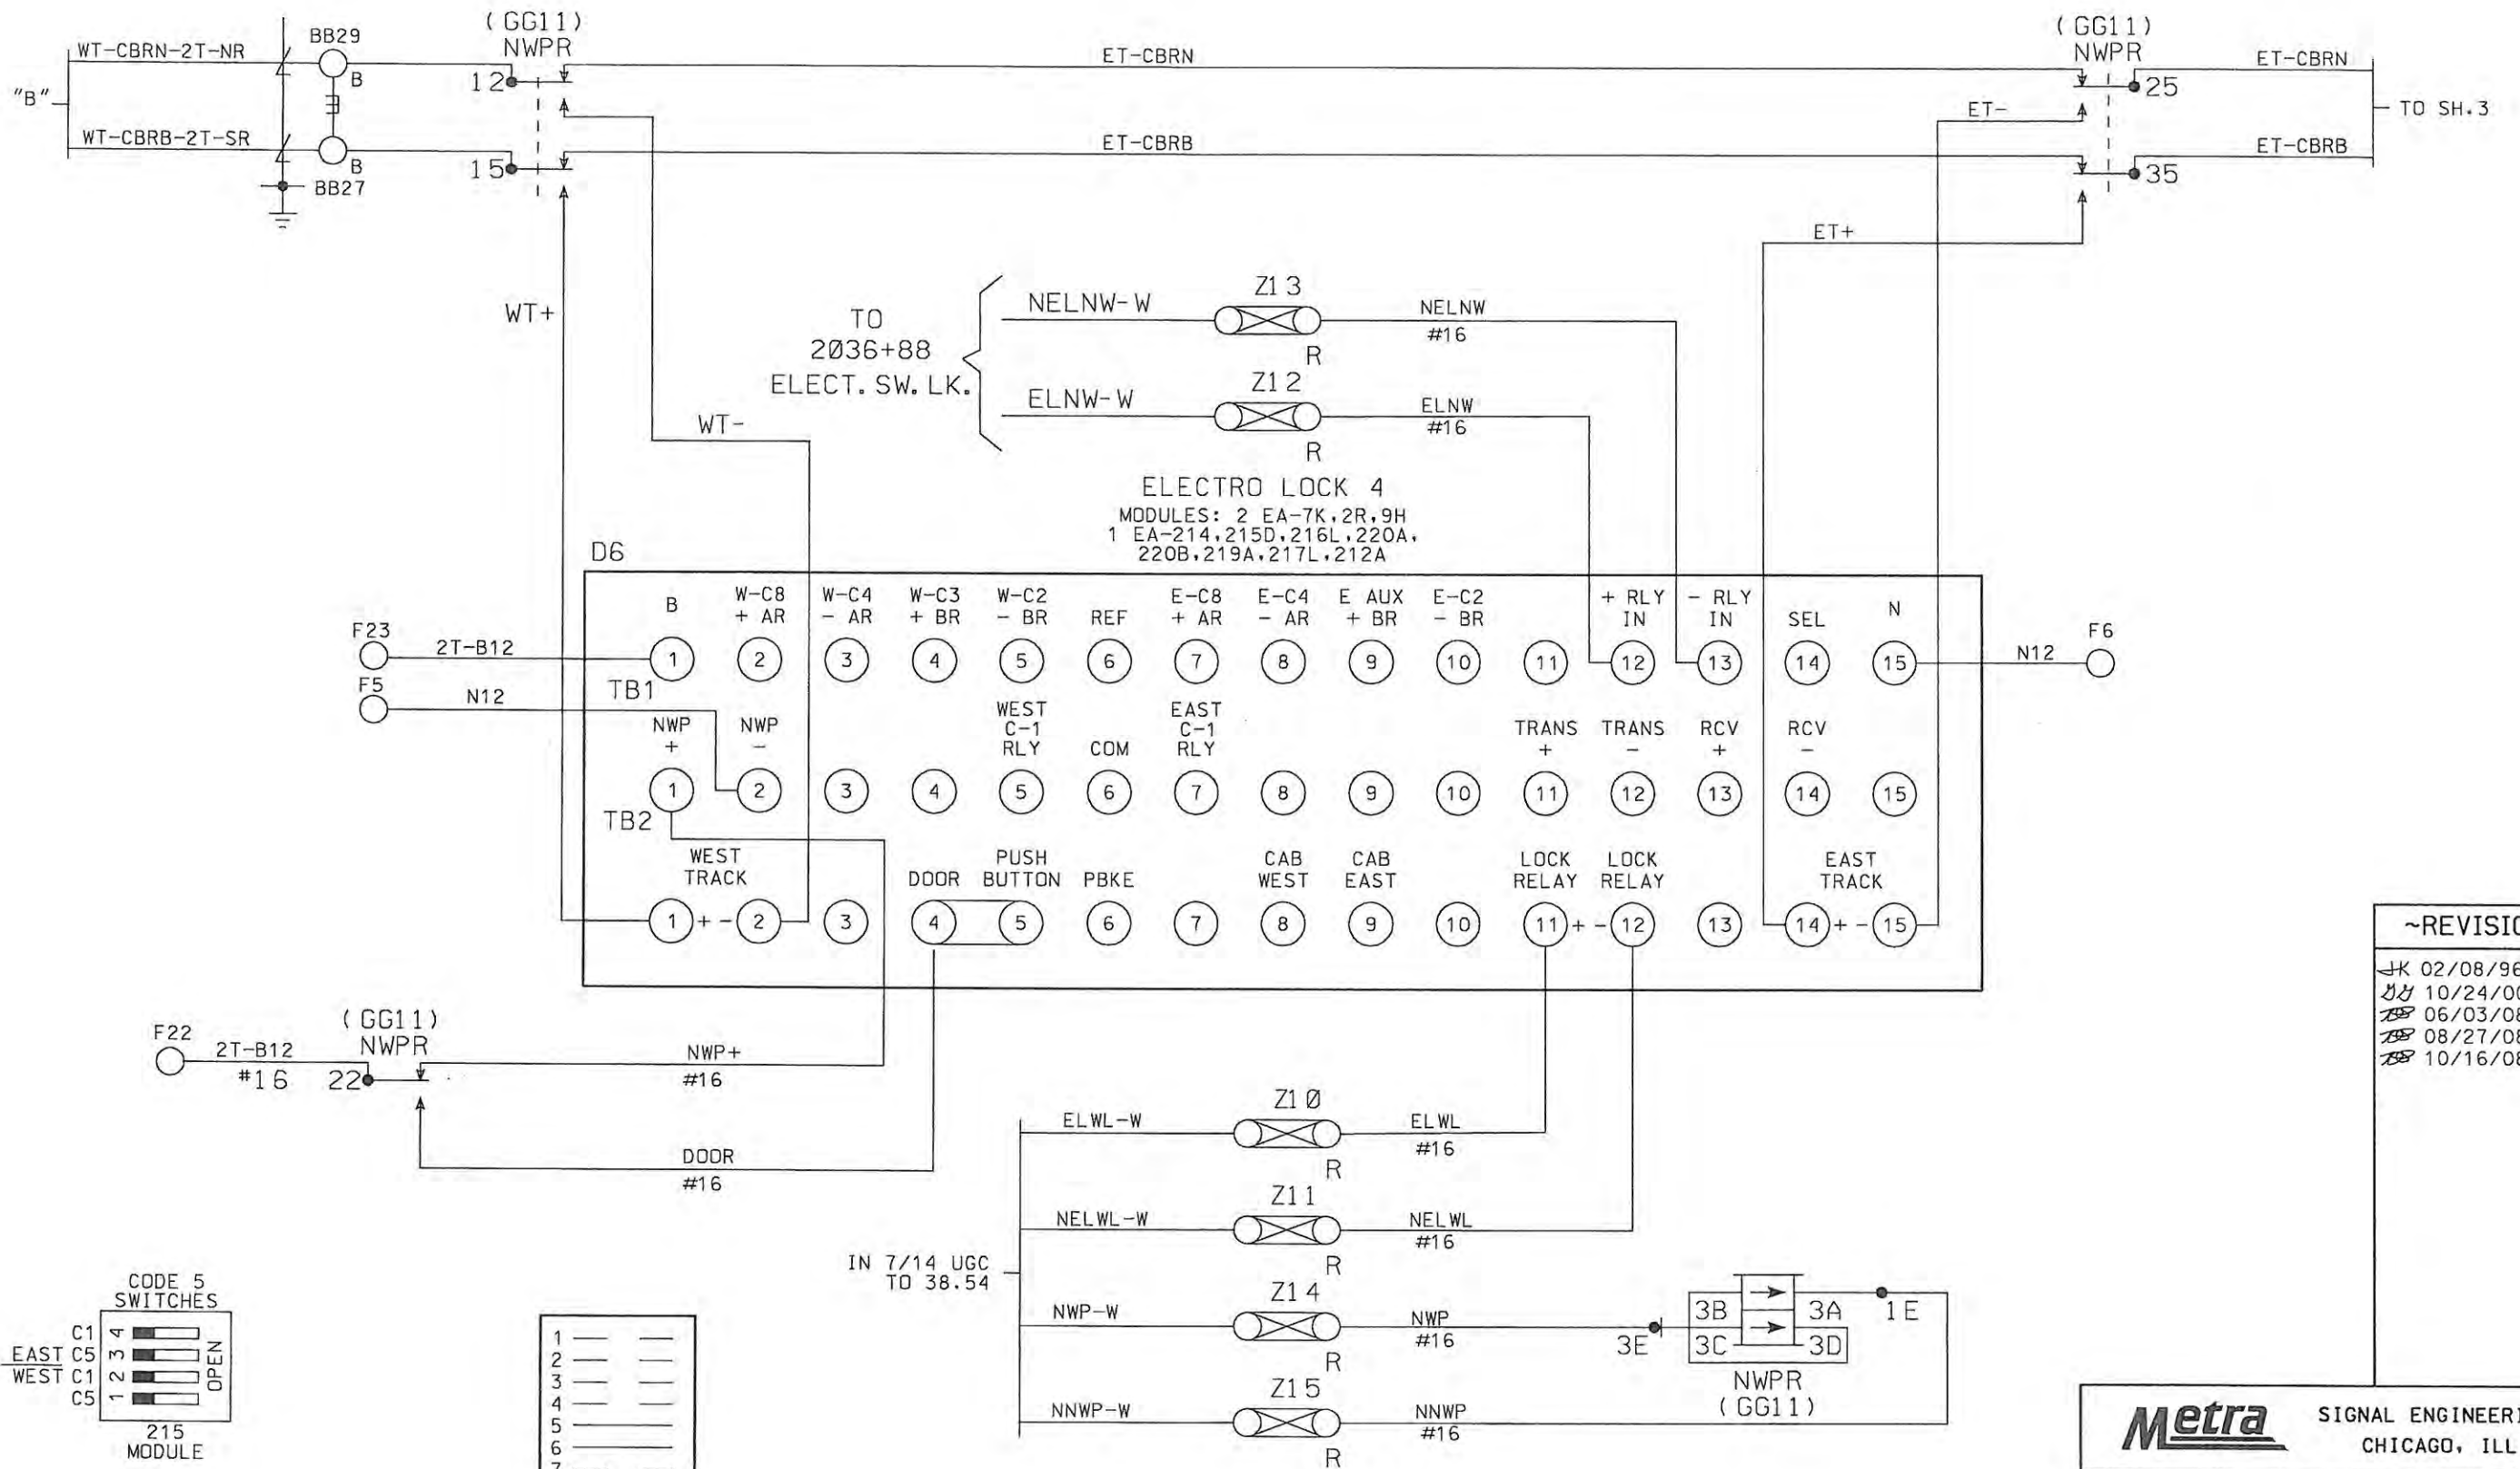 (GG11)
NWPR
(GG11)
NWPR
"B"
WT-CBRN-2T-NR
BB29
B
12
ET-CBRN
25
ET-CBRN
WT-CBRB-2T-SR
B
BB27
15
ET-CBRB
ET-
35
ET-CBRB
TO SH.3
ET+
WT+
WT-
TO
2036+88
ELECT. SW. LK.
NELNW-W
Z13
R
NELNW
#16
ELNW-W
Z12
R
ELNW
#16
ELECTRO LOCK 4
MODULES: 2 EA-7K,2R,9H
1 EA-214,215D,216L,220A,
220B,219A,217L,212A
D6
B
W-C8
+ AR
W-C4
- AR
W-C3
+ BR
W-C2
- BR
REF
E-C8
+ AR
E-C4
- AR
E AUX
+ BR
E-C2
- BR
+ RLY
IN
- RLY
IN
SEL
N
F23
2T-B12
1 2 3 4 5 6 7 8 9 10 11 12 13 14 15
N12
F6
TB1
F5
N12
NWP
+
NWP
-
WEST
C-1
RLY
COM
EAST
C-1
RLY
TRANS
+
TRANS
-
RCV
+
RCV
-
1 2 3 4 5 6 7 8 9 10 11 12 13 14 15
TB2
WEST
TRACK
DOOR
PUSH
BUTTON
PBKE
CAB
WEST
CAB
EAST
LOCK
RELAY
LOCK
RELAY
EAST
TRACK
1 + - 2 3 4 5 6 7 8 9 10 11 + - 12 13 14 + - 15
~REVISIO
02/08/96
10/24/00
06/03/08
08/27/08
10/16/08
F22
2T-B12
#16
(GG11)
NWPR
22
NWP+
#16
DOOR
#16
IN 7/14 UGC
TO 38.54
ELWL-W
Z10
R
ELWL
#16
NELWL-W
Z11
R
NELWL
#16
NWP-W
Z14
R
NWP
#16
NNWP-W
Z15
R
NNWP
#16
3E
3B
3A
1E
3C
3D
NWPR
(GG11)
CODE 5
SWITCHES
C1 4
EAST C5 3
WEST C1 2
C5 1
OPEN
215
MODULE
1
2
3
4
5
6
7
Metra
SIGNAL ENGINEERI
CHICAGO, ILL